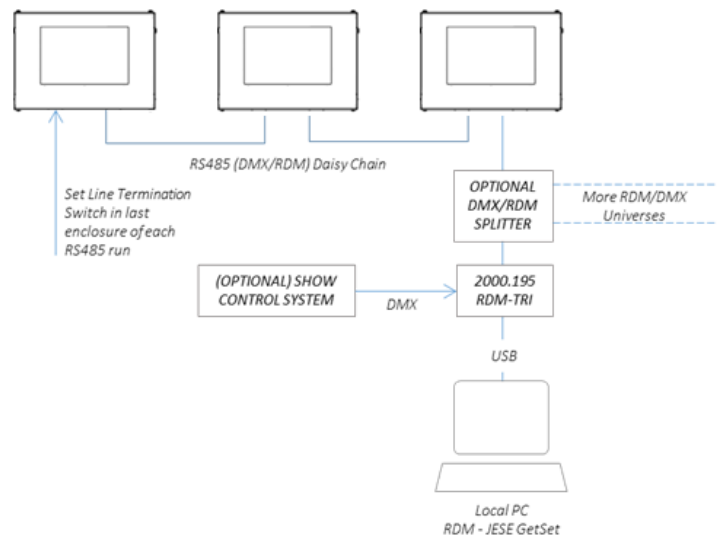 RS485 (DMX/RDM) Daisy Chain
Set Line Termination
Switch in last
enclosure of each
RS485 run
OPTIONAL
DMX/RDM
SPLITTER
More RDM/DMX
Universes
(OPTIONAL) SHOW
CONTROL SYSTEM
DMX
2000.195
RDM-TRI
USB
Local PC
RDM - JESE GetSet